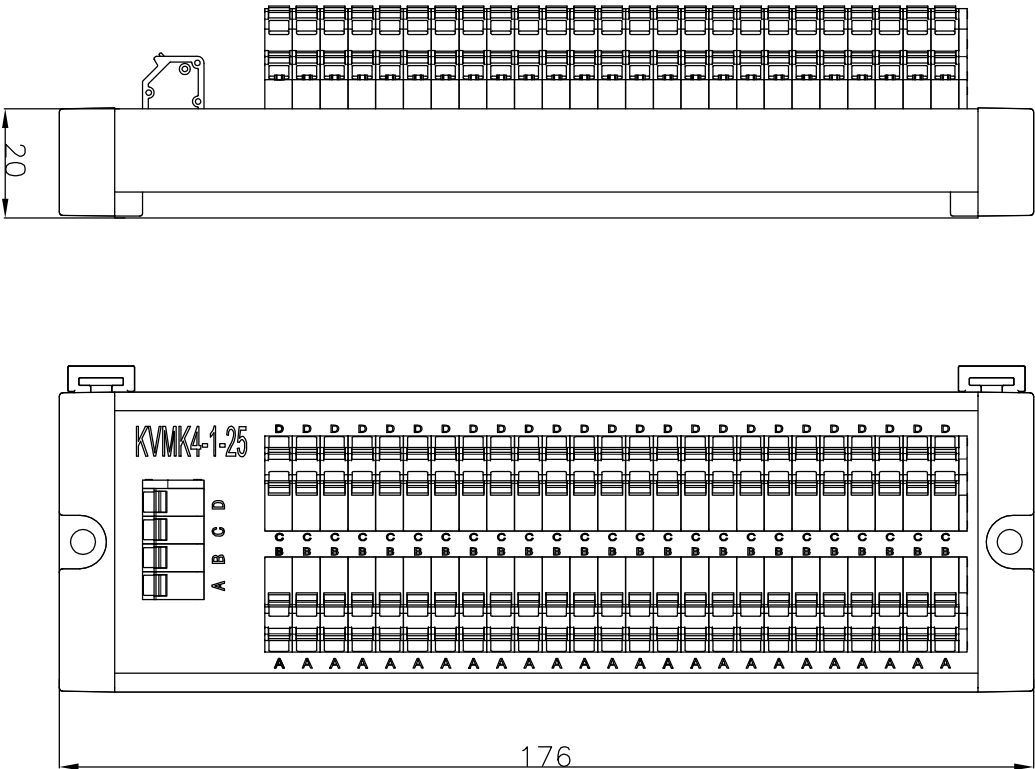 20
KVMK4-1-25
D D D D D D D D D D D D D D D D D D D D D D D D D
D
C
B
A
C C C C C C C C C C C C C C C C C C C C C C C C C
B B B B B B B B B B B B B B B B B B B B B B B B B
A A A A A A A A A A A A A A A A A A A A A A A A A
176